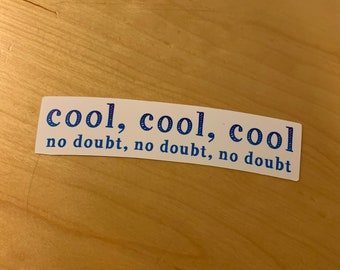 cool, cool, cool
no doubt, no doubt, no doubt